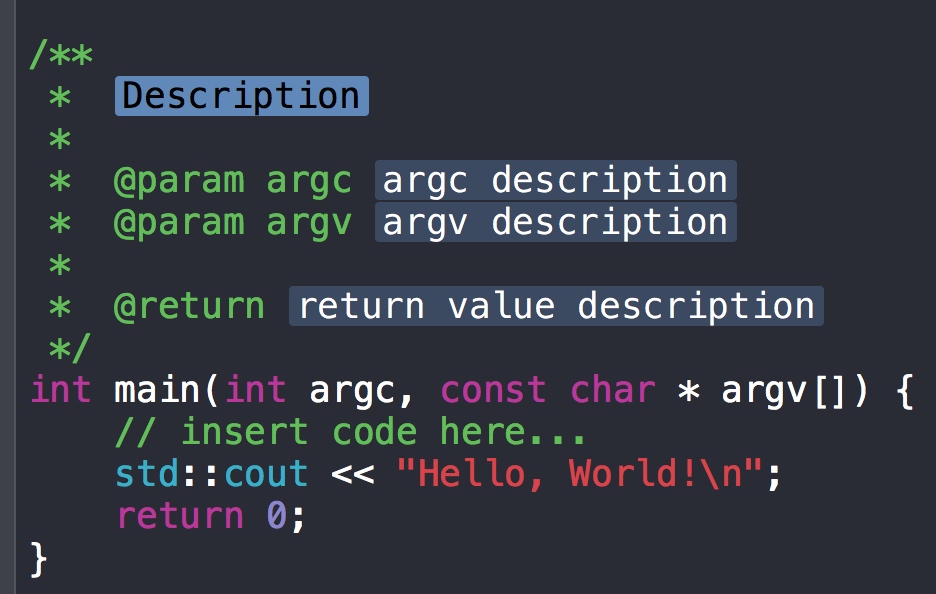 /**
 *  Description
 *
 *  @param argc argc description
 *  @param argv argv description
 *
 *  @return return value description
 */
int main(int argc, const char * argv[]) {
    // insert code here...
    std::cout << "Hello, World!\n";
    return 0;
}